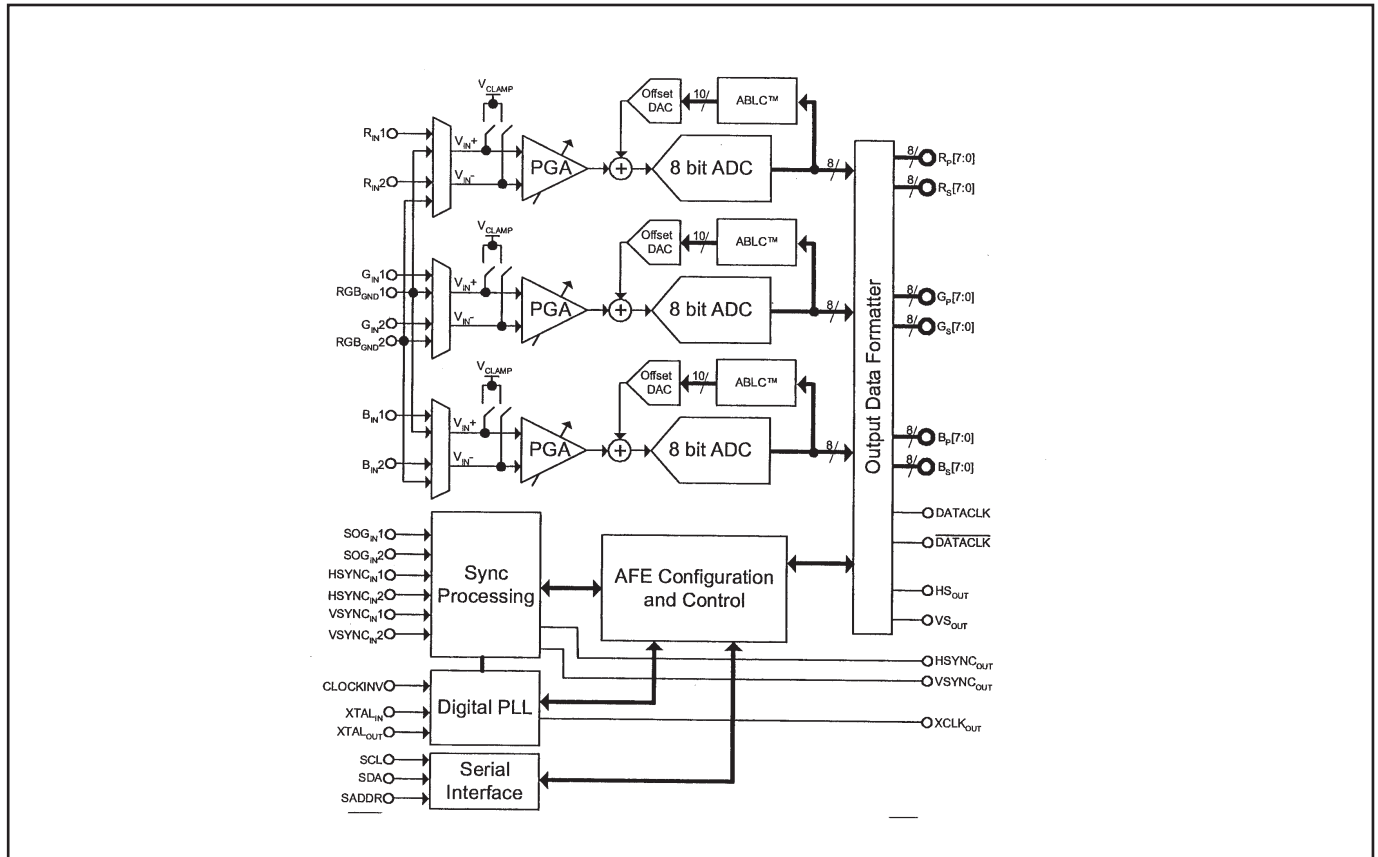 V_CLAMP
Offset DAC
10/
ABLC™
R_IN1
V_IN+
PGA
+
8 bit ADC
8/
R_IN2
V_IN-
8/ R_P[7:0]
8/ R_S[7:0]
V_CLAMP
Offset DAC
10/
ABLC™
G_IN1
RGB_GND1
V_IN+
PGA
+
8 bit ADC
8/
G_IN2
V_IN-
RGB_GND2
8/ G_P[7:0]
8/ G_S[7:0]
V_CLAMP
Offset DAC
10/
ABLC™
B_IN1
V_IN+
PGA
+
8 bit ADC
8/
B_IN2
V_IN-
8/ B_P[7:0]
8/ B_S[7:0]
Output Data Formatter
DATACLK
DATACLK
HS_OUT
VS_OUT
SOG_IN1
SOG_IN2
HSYNC_IN1
HSYNC_IN2
VSYNC_IN1
VSYNC_IN2
Sync
Processing
AFE Configuration
and Control
HSYNC_OUT
VSYNC_OUT
CLOCKINV
XTAL_IN
XTAL_OUT
Digital PLL
XCLK_OUT
SCL
SDA
SADDR
Serial
Interface